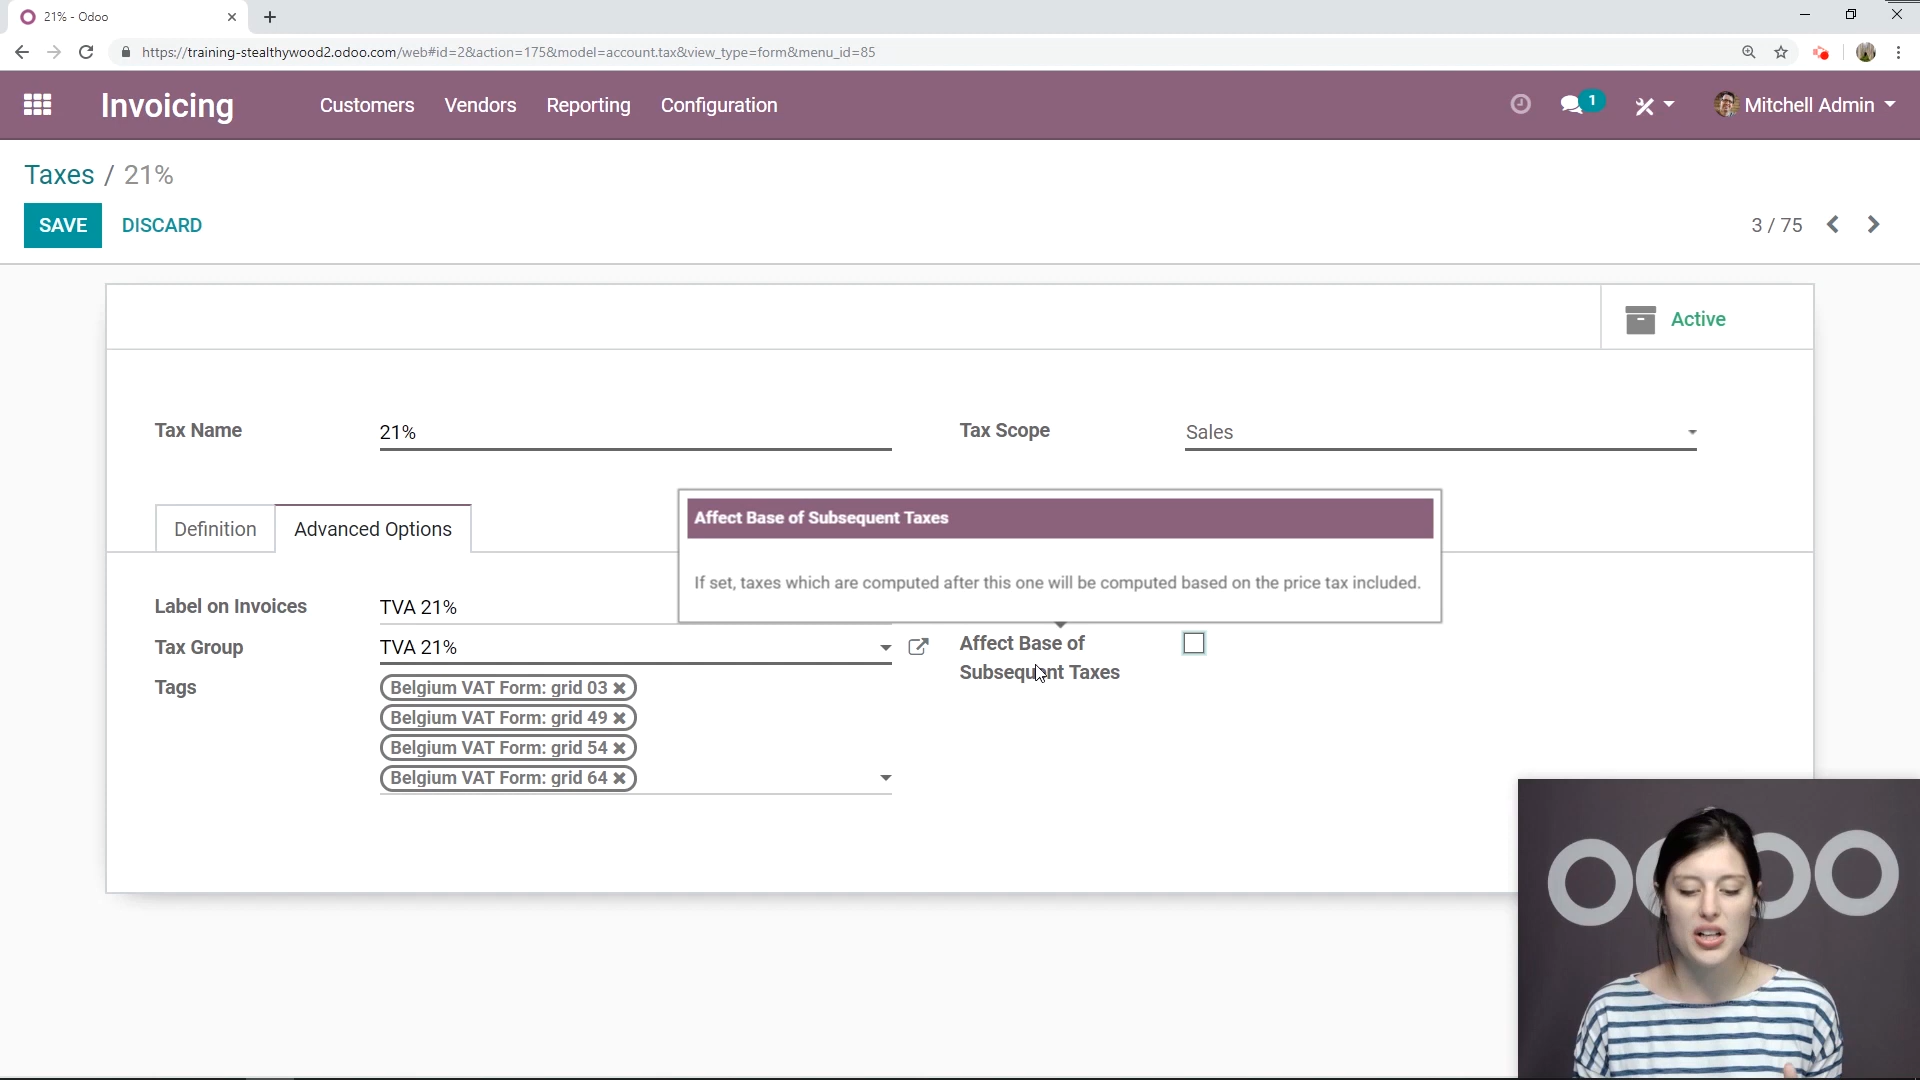 21% - Odoo
https://training-stealthywood2.odoo.com/web#id=2&action=175&model=account.tax&view_type=form&menu_id=85
Invoicing
Customers
Vendors
Reporting
Configuration
1
Mitchell Admin
Taxes / 21%
SAVE
DISCARD
3 / 75
Active
Tax Name
21%
Tax Scope
Sales
Definition
Advanced Options
Affect Base of Subsequent Taxes
If set, taxes which are computed after this one will be computed based on the price tax included.
Label on Invoices
TVA 21%
Tax Group
TVA 21%
Affect Base of
Subsequent Taxes
Tags
Belgium VAT Form: grid 03
Belgium VAT Form: grid 49
Belgium VAT Form: grid 54
Belgium VAT Form: grid 64
odoo